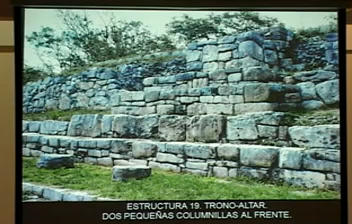 ESTRUCTURA 19. TRONO-ALTAR.
DOS PEQUEÑAS COLUMNILLAS AL FRENTE.